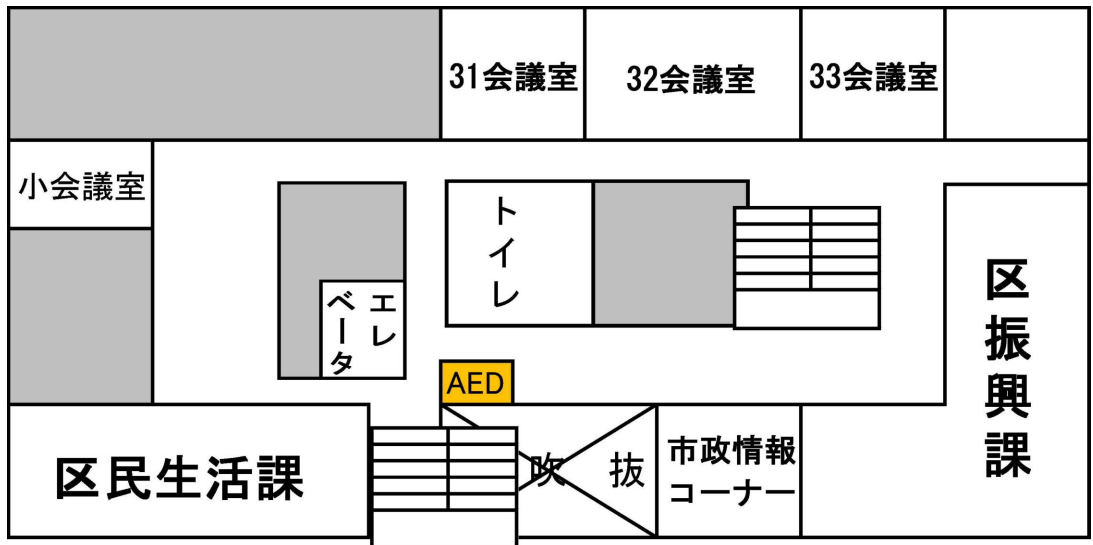 31会議室
32会議室
33会議室
小会議室
トイレ
エレベータ
AED
区振興課
区民生活課
吹抜
市政情報
コーナー